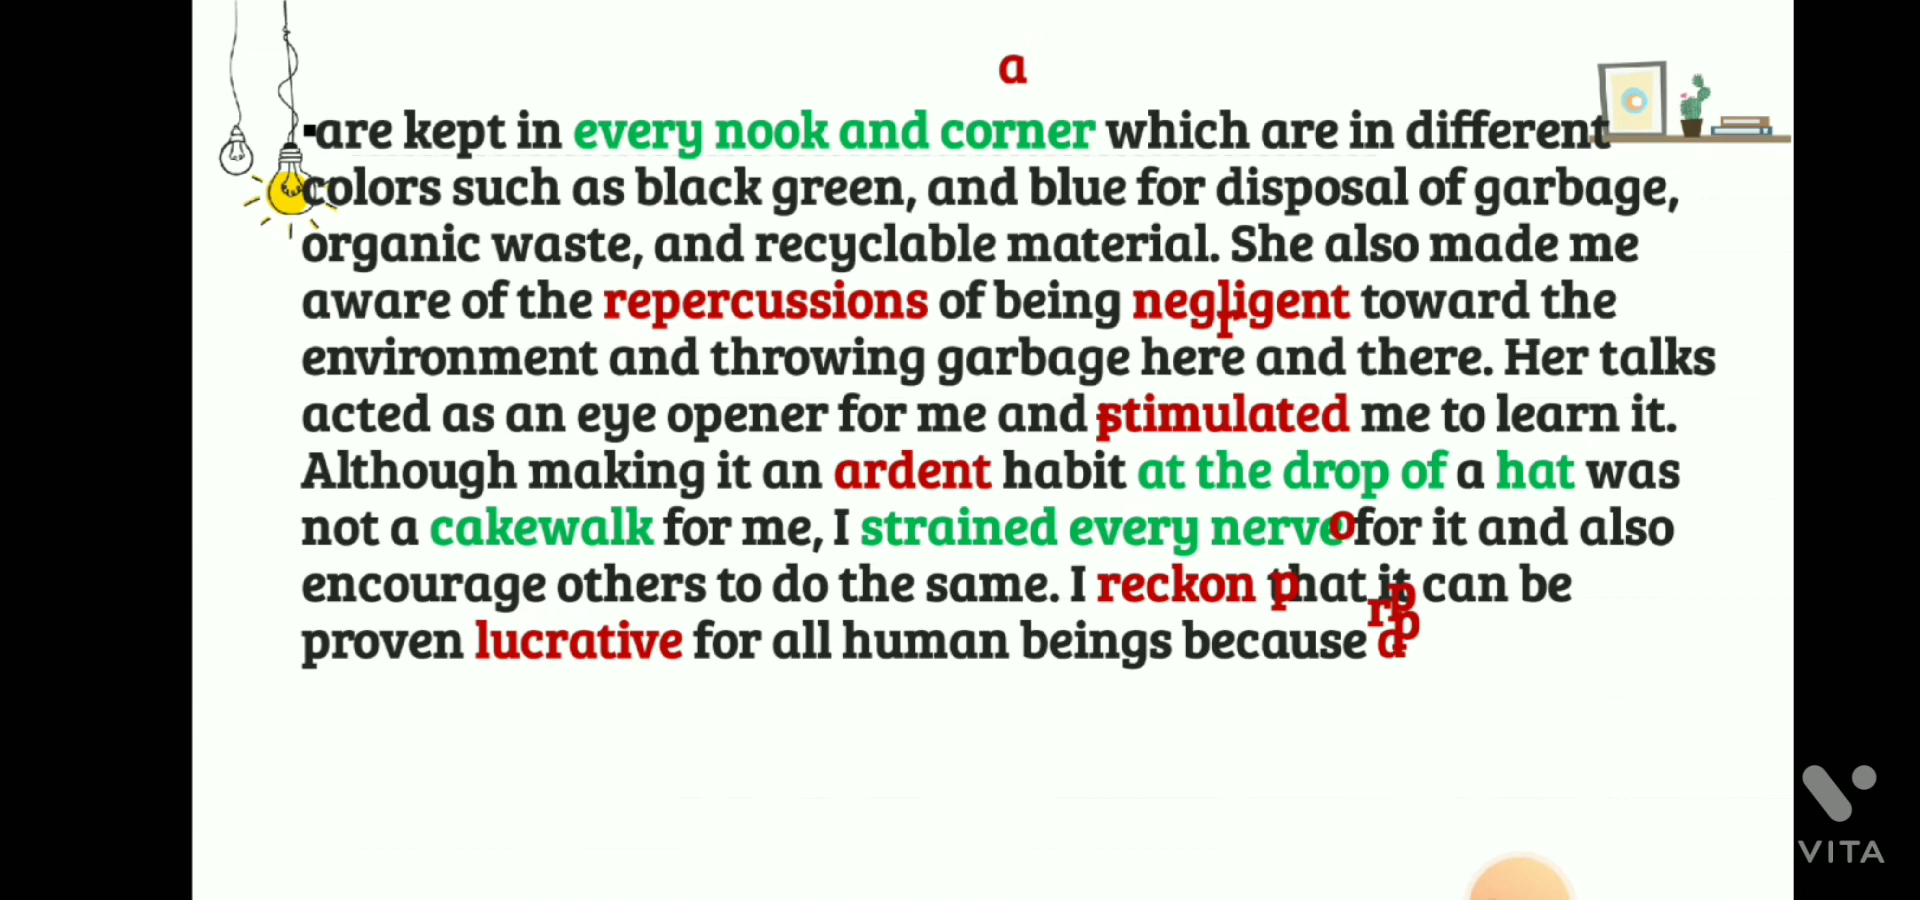 a
▪are kept in every nook and corner which are in different
colors such as black green, and blue for disposal of garbage,
organic waste, and recyclable material. She also made me
aware of the repercussions of being negligent toward the
environment and throwing garbage here and there. Her talks
acted as an eye opener for me and stimulated me to learn it.
Although making it an ardent habit at the drop of a hat was
not a cakewalk for me, I strained every nerve for it and also
encourage others to do the same. I reckon that it can be
proven lucrative for all human beings because
VITA